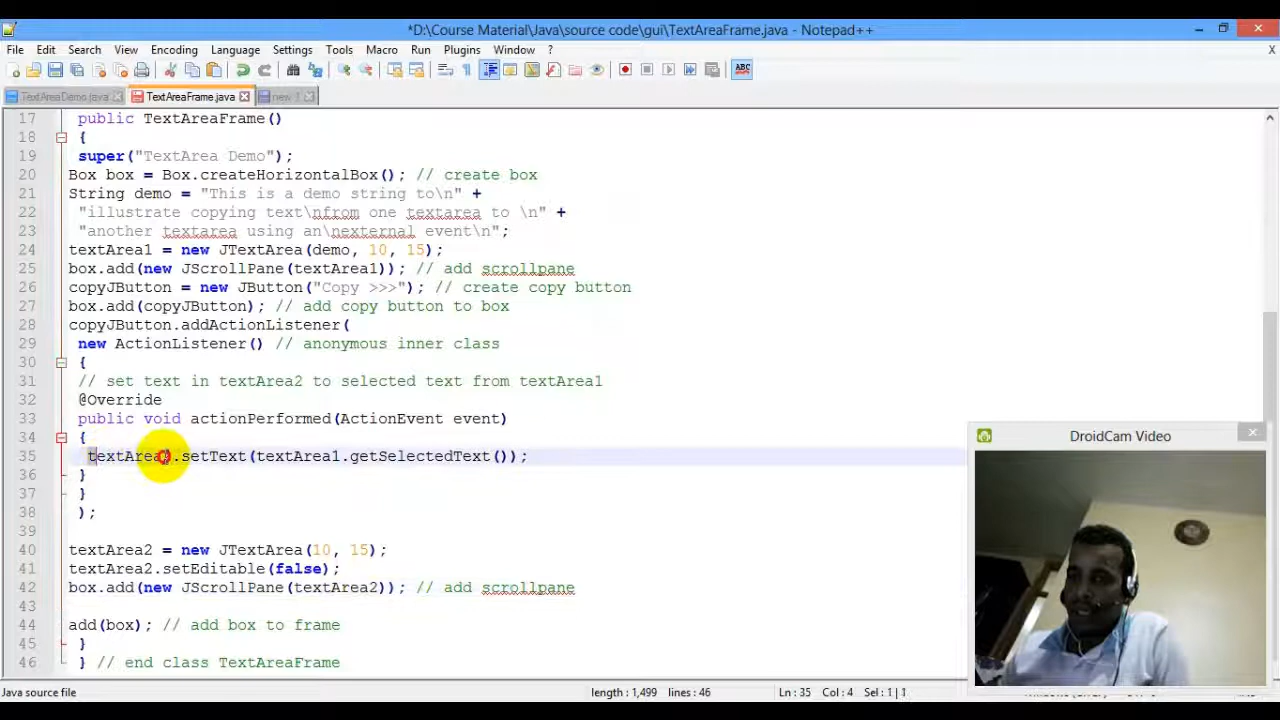 *D:\Course Material\Java\source code\gui\TextAreaFrame.java - Notepad++
File Edit Search View Encoding Language Settings Tools Macro Run Plugins Window ? X
TextAreaDemo.java TextAreaFrame.java new 1
17 public TextAreaFrame()
18 {
19 super("TextArea Demo");
20 Box box = Box.createHorizontalBox(); // create box
21 String demo = "This is a demo string to\n" +
22 "illustrate copying text\nfrom one textarea to \n" +
23 "another textarea using an\nexternal event\n";
24 textArea1 = new JTextArea(demo, 10, 15);
25 box.add(new JScrollPane(textArea1)); // add scrollpane
26 copyJButton = new JButton("Copy >>>"); // create copy button
27 box.add(copyJButton); // add copy button to box
28 copyJButton.addActionListener(
29 new ActionListener() // anonymous inner class
30 {
31 // set text in textArea2 to selected text from textArea1
32 @Override
33 public void actionPerformed(ActionEvent event)
34 {
35 .setText(textArea1.getSelectedText());
36 }
37 }
38 );
39
40 textArea2 = new JTextArea(10, 15);
41 textArea2.setEditable(false);
42 box.add(new JScrollPane(textArea2)); // add scrollpane
43
44 add(box); // add box to frame
45 }
46 } // end class TextAreaFrame
DroidCam Video
Java source file length : 1,499 lines : 46 Ln : 35 Col : 4 Sel : 1 | 1